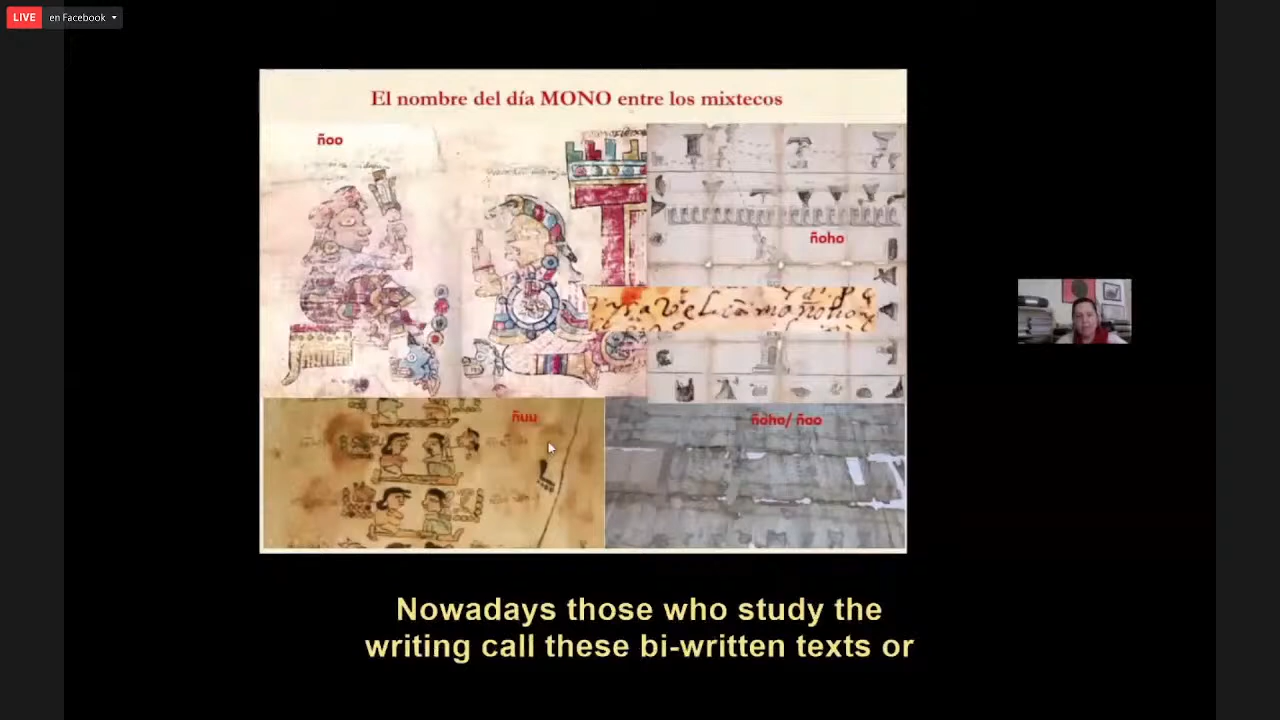 LIVE en Facebook
El nombre del día MONO entre los mixtecos
ñoo
ñoho
ñuu
ñoho/ ñao
Nowadays those who study the
writing call these bi-written texts or